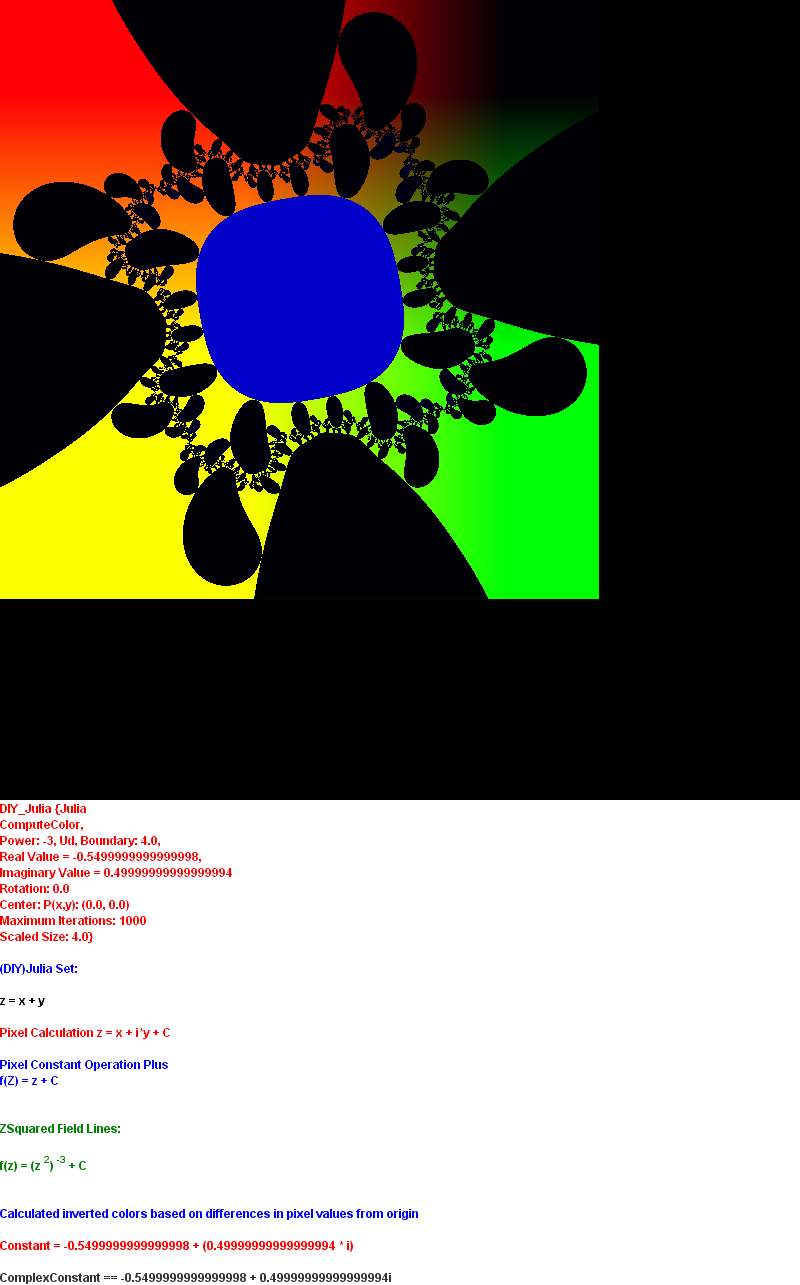 DIY_Julia {Julia
ComputeColor,
Power: -3, Ud, Boundary: 4.0,
Real Value = -0.5499999999999998,
Imaginary Value = 0.49999999999999994
Rotation: 0.0
Center: P(x,y): (0.0, 0.0)
Maximum Iterations: 1000
Scaled Size: 4.0}
(DIY)Julia Set:
z = x + y
Pixel Calculation z = x + i*y + C
Pixel Constant Operation Plus
f(Z) = z + C
ZSquared Field Lines:
f(z) = (z 2) -3 + C
Calculated inverted colors based on differences in pixel values from origin
Constant = -0.5499999999999998 + (0.49999999999999994 * i)
ComplexConstant == -0.5499999999999998 + 0.49999999999999994i